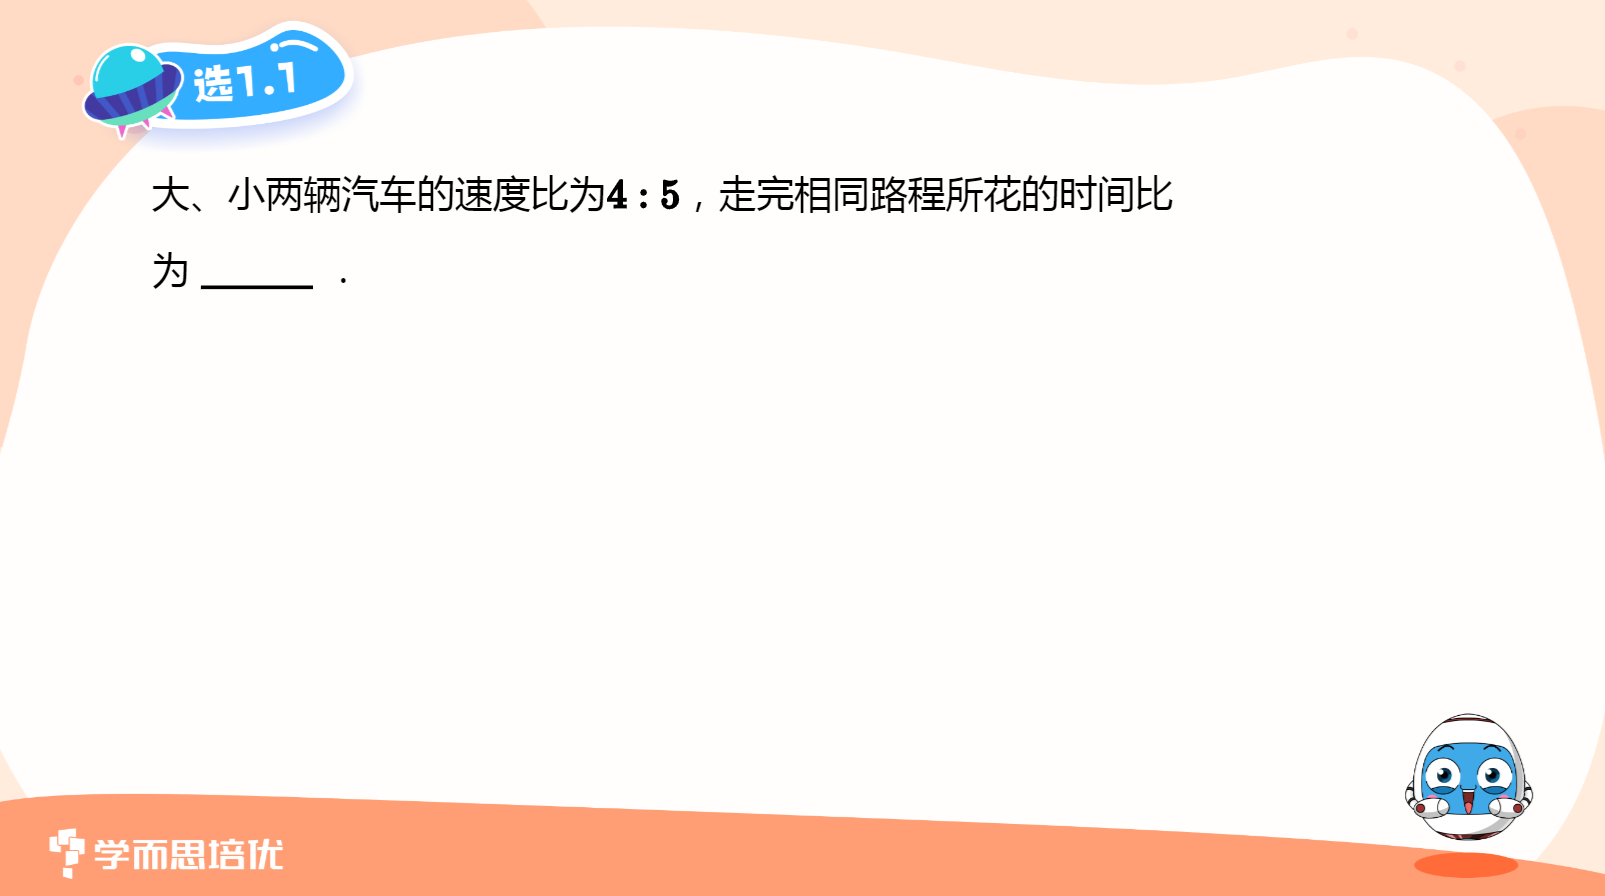 选1.1
大、小两辆汽车的速度比为4:5，走完相同路程所花的时间比
为 ______ .
学而思培优